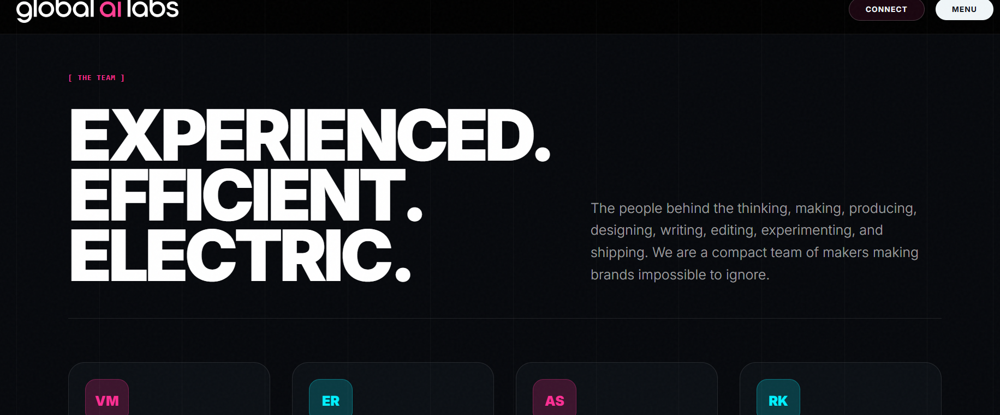 global ai labs
CONNECT
MENU
[ THE TEAM ]
EXPERIENCED.
EFFICIENT.
ELECTRIC.
The people behind the thinking, making, producing,
designing, writing, editing, experimenting, and
shipping. We are a compact team of makers making
brands impossible to ignore.
VM
ER
AS
RK